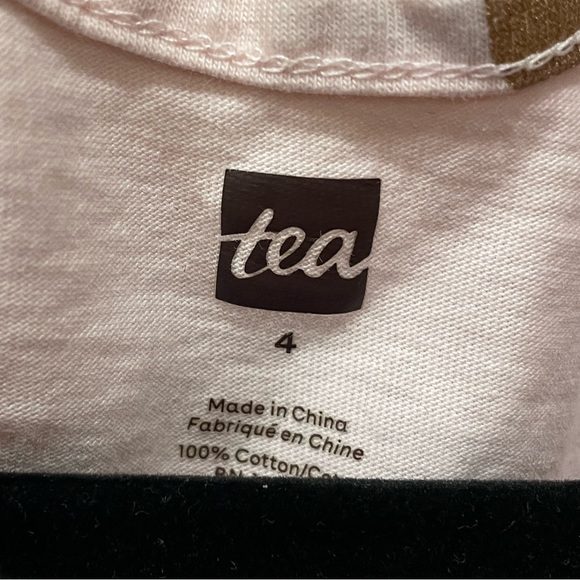 tea
4
Made in China
Fabriqué en Chine
100% Cotton/